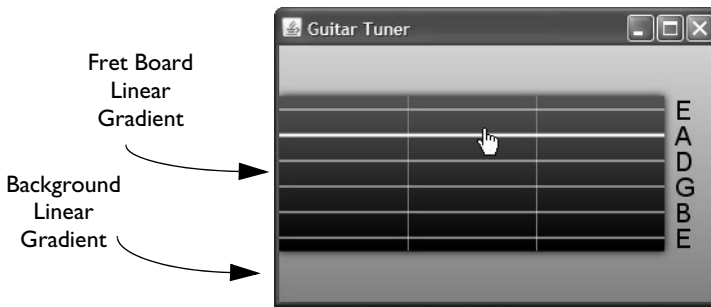 Guitar Tuner
Fret Board
Linear
Gradient
Background
Linear
Gradient
E
A
D
G
B
E